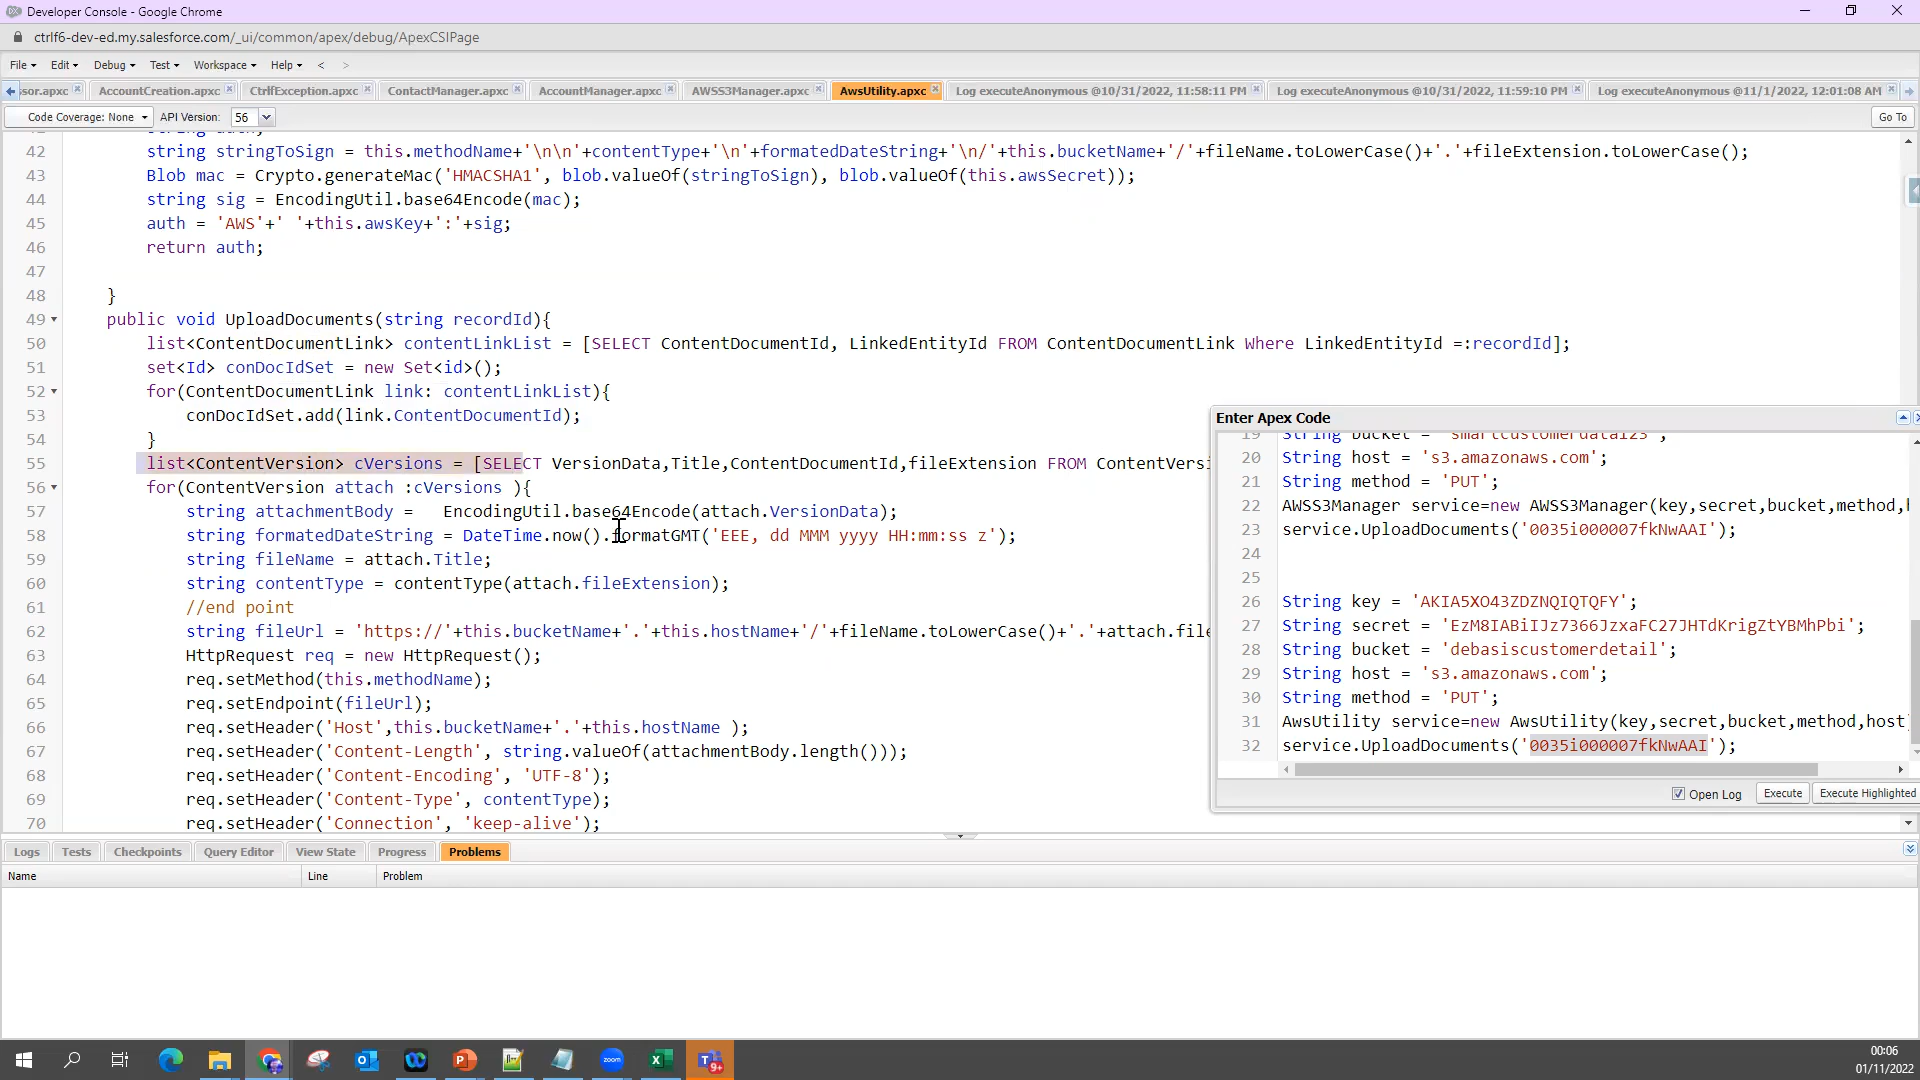 Developer Console - Google Chrome
ctrlf6-dev-ed.my.salesforce.com/_ui/common/apex/debug/ApexCSIPage
File Edit Debug Test Workspace Help < >
sor.apxc AccountCreation.apxc CtrlfException.apxc ContactManager.apxc AccountManager.apxc AWSS3Manager.apxc AwsUtility.apxc Log executeAnonymous @10/31/2022, 11:58:11 PM Log executeAnonymous @10/31/2022, 11:59:10 PM Log executeAnonymous @11/1/2022, 12:01:08 AM
Code Coverage: None API Version: 56 Go To
42 string stringToSign = this.methodName+'\n\n'+contentType+'\n'+formatedDateString+'\n/'+this.bucketName+'/'+fileName.toLowerCase()+'.'+fileExtension.toLowerCase();
43 Blob mac = Crypto.generateMac('HMACSHA1', blob.valueOf(stringToSign), blob.valueOf(this.awsSecret));
44 string sig = EncodingUtil.base64Encode(mac);
45 auth = 'AWS'+' '+this.awsKey+':'+sig;
46 return auth;
47
48 }
49 public void UploadDocuments(string recordId){
50 list<ContentDocumentLink> contentLinkList = [SELECT ContentDocumentId, LinkedEntityId FROM ContentDocumentLink Where LinkedEntityId =:recordId];
51 set<Id> conDocIdSet = new Set<id>();
52 for(ContentDocumentLink link: contentLinkList){
53 conDocIdSet.add(link.ContentDocumentId);
54 }
55 list<ContentVersion> cVersions = [SELECT VersionData,Title,ContentDocumentId,fileExtension FROM ContentVersi
56 for(ContentVersion attach :cVersions ){
57 string attachmentBody = EncodingUtil.base64Encode(attach.VersionData);
58 string formatedDateString = DateTime.now().formatGMT('EEE, dd MMM yyyy HH:mm:ss z');
59 string fileName = attach.Title;
60 string contentType = contentType(attach.fileExtension);
61 //end point
62 string fileUrl = 'https://'+this.bucketName+'.'+this.hostName+'/'+fileName.toLowerCase()+'.'+attach.file
63 HttpRequest req = new HttpRequest();
64 req.setMethod(this.methodName);
65 req.setEndpoint(fileUrl);
66 req.setHeader('Host',this.bucketName+'.'+this.hostName );
67 req.setHeader('Content-Length', string.valueOf(attachmentBody.length()));
68 req.setHeader('Content-Encoding', 'UTF-8');
69 req.setHeader('Content-Type', contentType);
70 req.setHeader('Connection', 'keep-alive');
Enter Apex Code
19 String bucket = 'smartcustomerdata123';
20 String host = 's3.amazonaws.com';
21 String method = 'PUT';
22 AWSS3Manager service=new AWSS3Manager(key,secret,bucket,method,h
23 service.UploadDocuments('0035i000007fkNwAAI');
24
25
26 String key = 'AKIA5XO43ZDZNQIQTQFY';
27 String secret = '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';
28 String bucket = 'debasiscustomerdetail';
29 String host = 's3.amazonaws.com';
30 String method = 'PUT';
31 AwsUtility service=new AwsUtility(key,secret,bucket,method,host
32 service.UploadDocuments('0035i000007fkNwAAI');
Open Log Execute Execute Highlighted
Logs Tests Checkpoints Query Editor View State Progress Problems
Name Line Problem
zoom
9+
00:06
01/11/2022